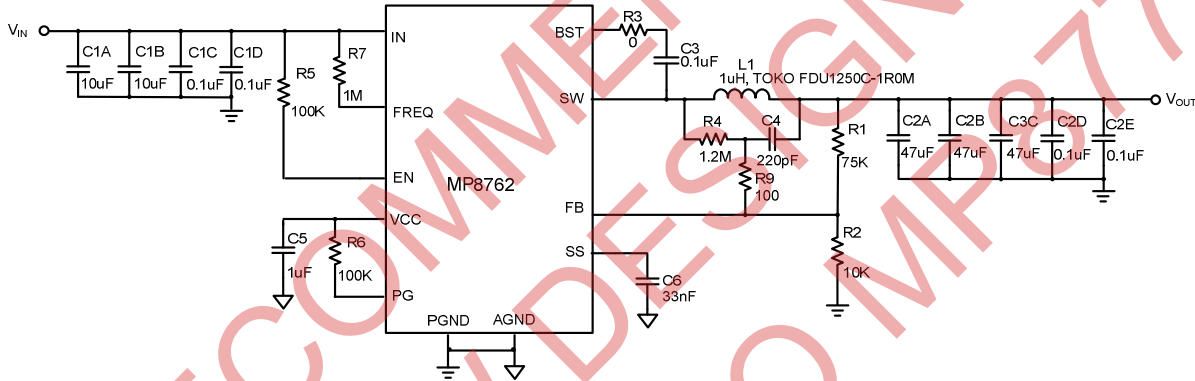 VIN
C1A
10uF
C1B
10uF
C1C
0.1uF
C1D
0.1uF
R5
100K
R7
1M
IN
FREQ
EN
VCC
PG
C5
1uF
R6
100K
MP8762
PGND
AGND
BST
SW
FB
SS
R3
0
C3
0.1uF
L1
1uH, TOKO FDU1250C-1R0M
R4
1.2M
C4
220pF
R9
100
R1
75K
R2
10K
C6
33nF
C2A
47uF
C2B
47uF
C3C
47uF
C2D
0.1uF
C2E
0.1uF
VOUT
COMME
DESIGN
O MP877